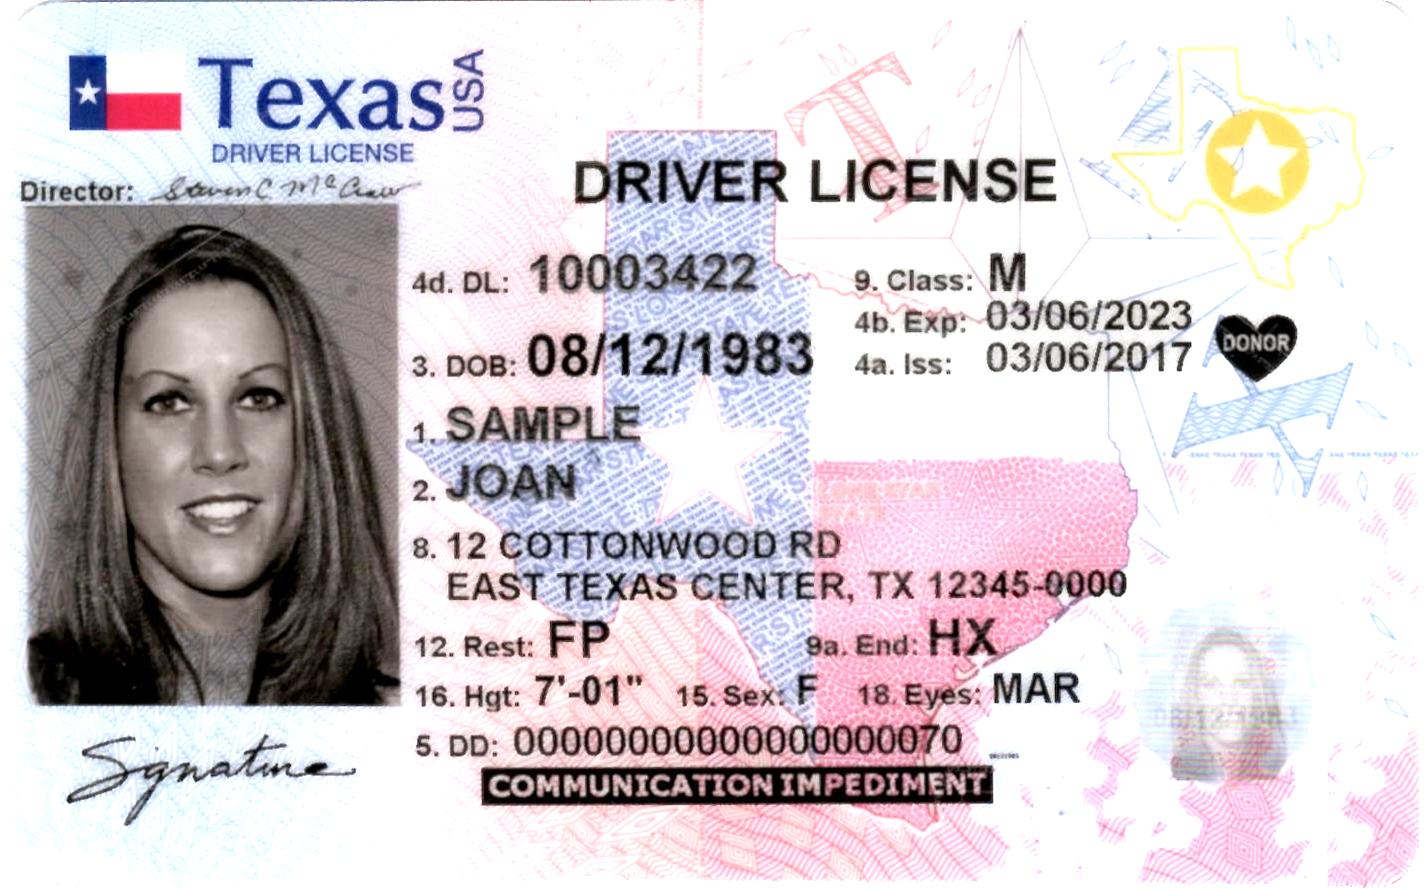 Texas USA
DRIVER LICENSE
Director: Steven C McCraw
DRIVER LICENSE
4d. DL: 10003422
9. Class: M
4b. Exp: 03/06/2023
3. DOB: 08/12/1983
4a. Iss: 03/06/2017
DONOR
1. SAMPLE
2. JOAN
8. 12 COTTONWOOD RD
EAST TEXAS CENTER, TX 12345-0000
12. Rest: FP
9a. End: HX
16. Hgt: 7'-01" 15. Sex: F 18. Eyes: MAR
5. DD: 00000000000000000070
COMMUNICATION IMPEDIMENT
Signature
08/12/1983